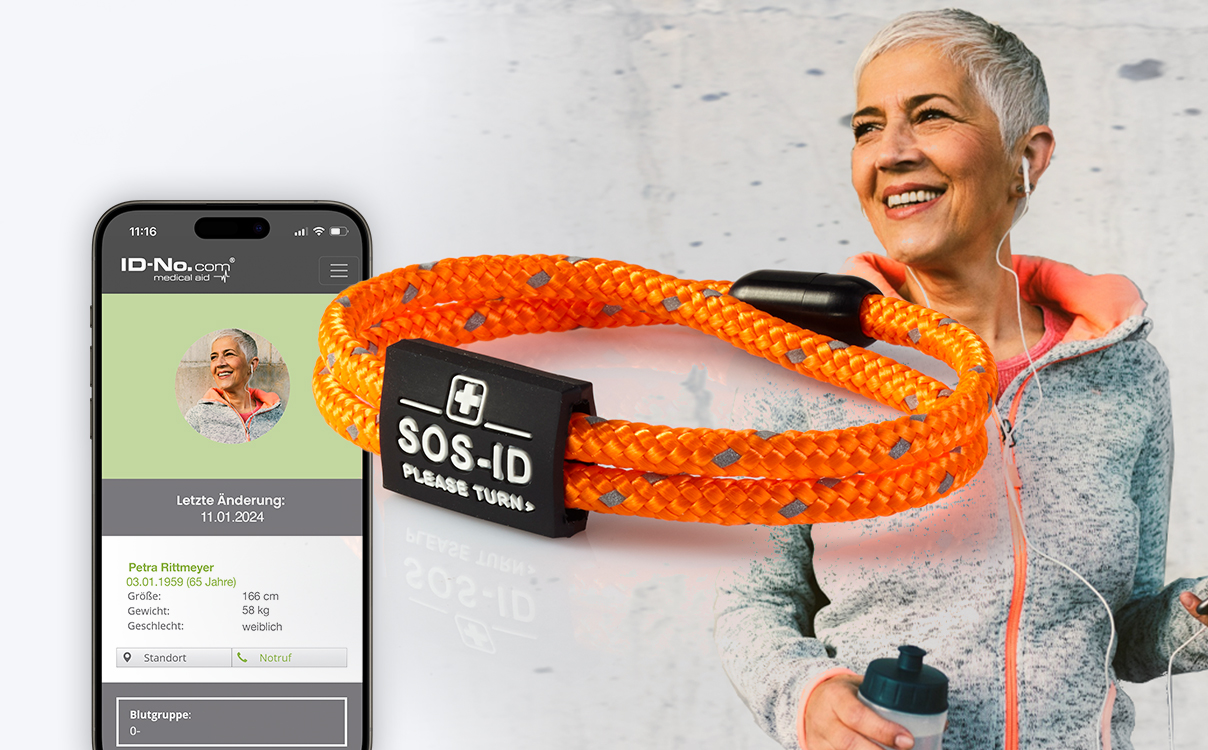 11:16
ID-No.com®
medical aid
Letzte Änderung:
11.01.2024
Petra Rittmeyer
03.01.1959 (65 Jahre)
Größe: 166 cm
Gewicht: 58 kg
Geschlecht: weiblich
Standort Notruf
Blutgruppe:
0-
SOS-ID
PLEASE TURN>
PLEASE TURN>
SOS-ID